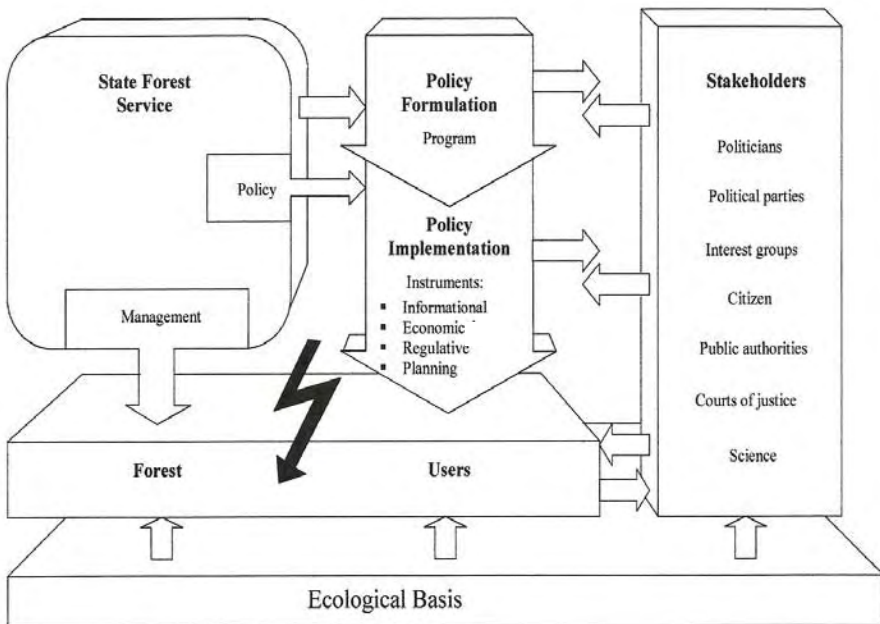 State Forest
Service
Policy
Management
Policy
Formulation
Program
Policy
Implementation
Instruments:
▪ Informational
▪ Economic
▪ Regulative
▪ Planning
Stakeholders
Politicians
Political parties
Interest groups
Citizen
Public authorities
Courts of justice
Science
Forest
Users
Ecological Basis